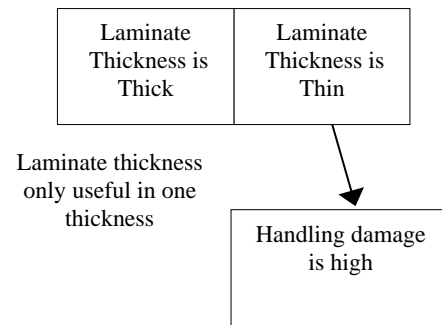 Laminate
Thickness is
Thick
Laminate
Thickness is
Thin
Laminate thickness
only useful in one
thickness
Handling damage
is high